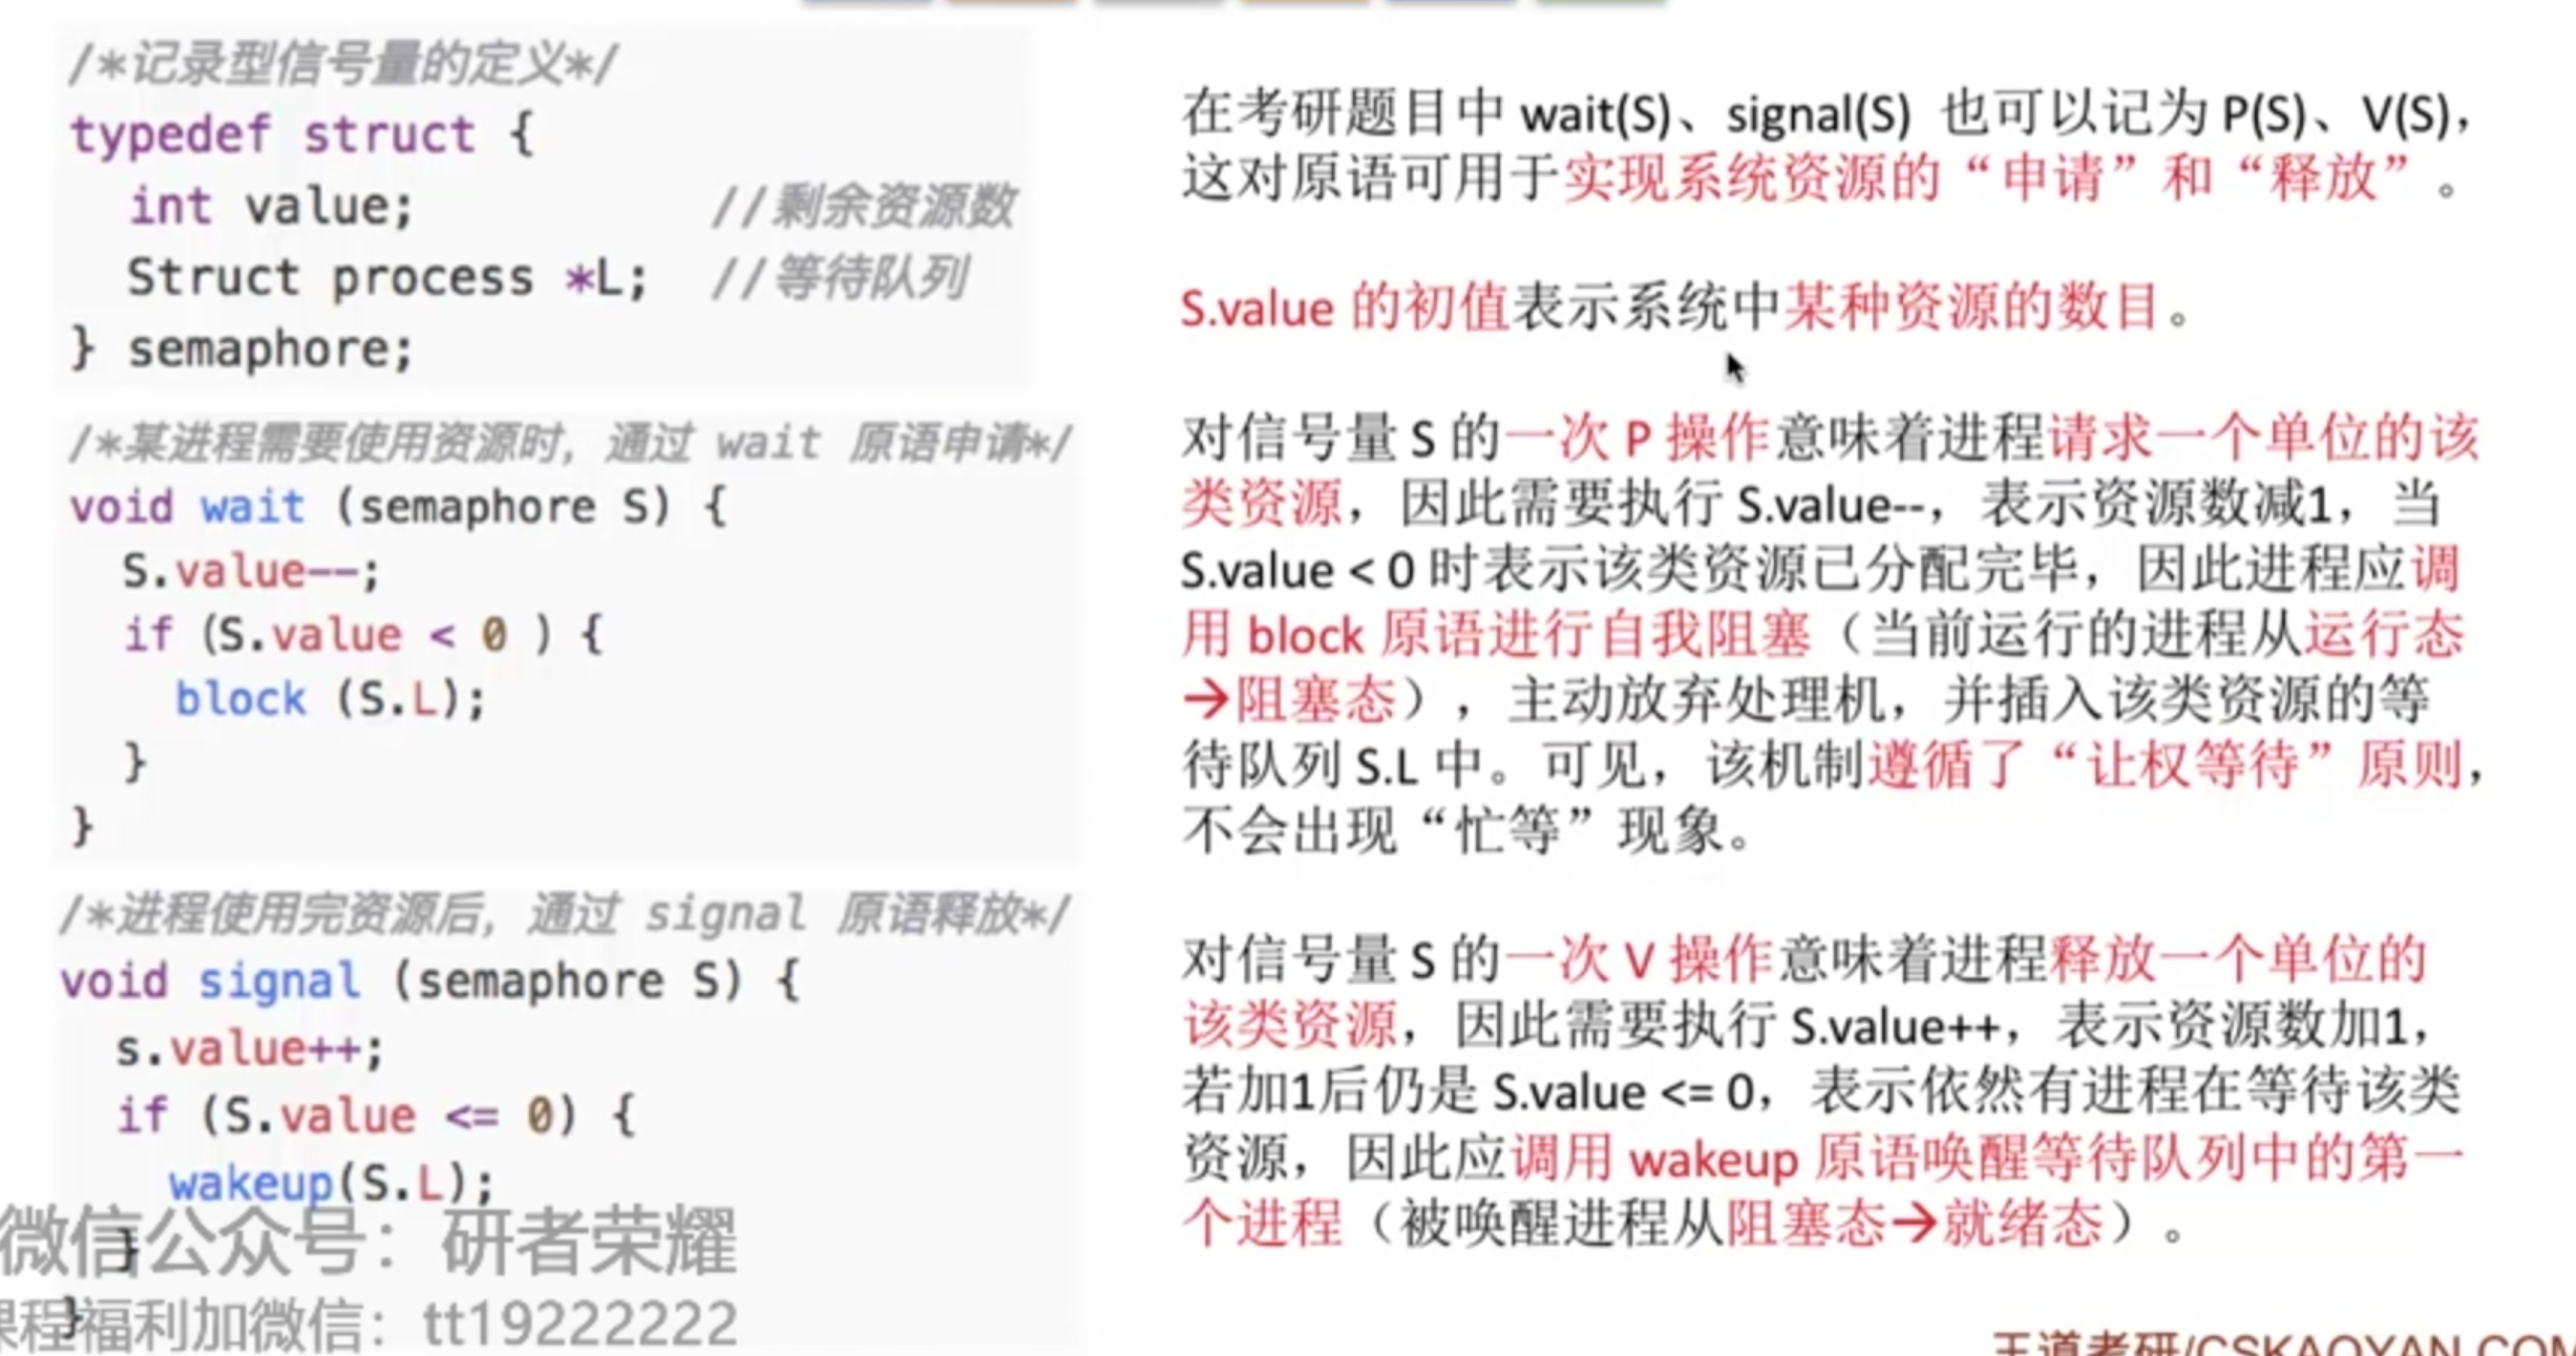 /*记录型信号量的定义*/
typedef struct {
int value; //剩余资源数
Struct process *L; //等待队列
} semaphore;
/*某进程需要使用资源时，通过 wait 原语申请*/
void wait (semaphore S) {
S.value--;
if (S.value < 0 ) {
block (S.L);
}
}
/*进程使用完资源后，通过 signal 原语释放*/
void signal (semaphore S) {
s.value++;
if (S.value <= 0) {
wakeup(S.L);
}
}
微信公众号：研者荣耀
课程福利加微信：tt19222222
在考研题目中 wait(S)、signal(S) 也可以记为 P(S)、V(S)，
这对原语可用于实现系统资源的“申请”和“释放”。
S.value 的初值表示系统中某种资源的数目。
对信号量 S 的一次 P 操作意味着进程请求一个单位的该
类资源，因此需要执行 S.value--，表示资源数减1，当
S.value < 0 时表示该类资源已分配完毕，因此进程应调
用 block 原语进行自我阻塞（当前运行的进程从运行态
→阻塞态），主动放弃处理机，并插入该类资源的等
待队列 S.L 中。可见，该机制遵循了“让权等待”原则，
不会出现“忙等”现象。
对信号量 S 的一次 V 操作意味着进程释放一个单位的
该类资源，因此需要执行 S.value++，表示资源数加1，
若加1后仍是 S.value <= 0，表示依然有进程在等待该类
资源，因此应调用 wakeup 原语唤醒等待队列中的第一
个进程（被唤醒进程从阻塞态→就绪态）。
王道考研/CSKAOYAN.COM